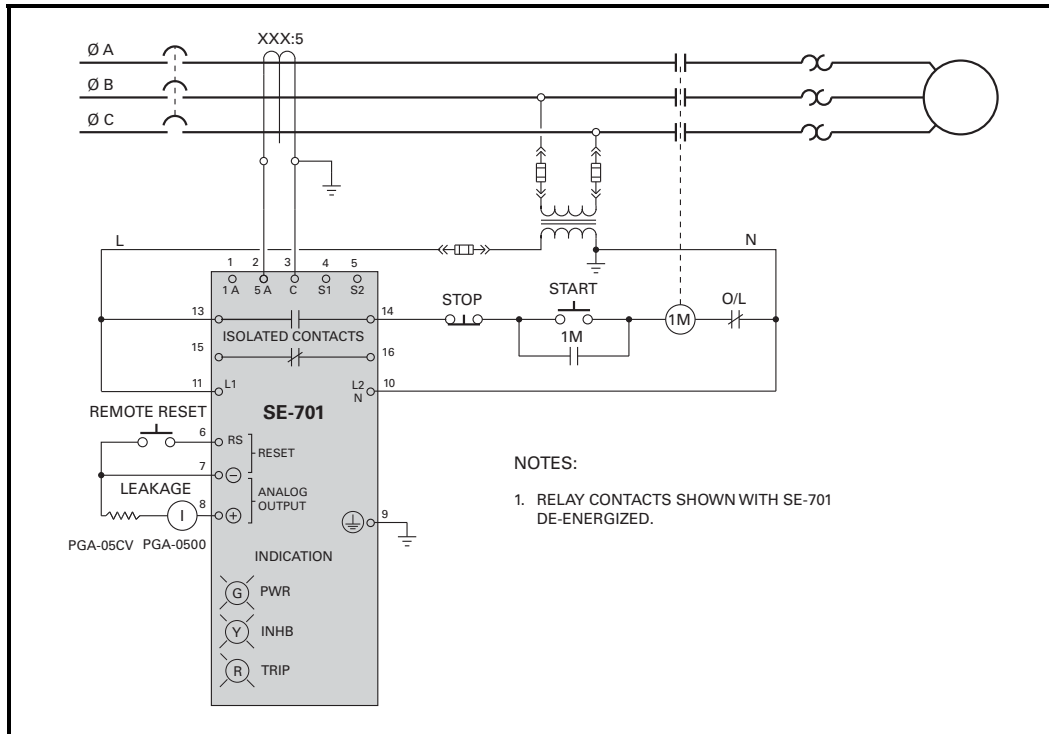 XXX:5
Ø A
Ø B
Ø C
L
N
1 2 3 4 5
1 A 5 A C S1 S2
13
14
ISOLATED CONTACTS
15
16
STOP
START
1M
1M
O/L
11
L1
L2
N
10
SE-701
REMOTE RESET
6
RS
RESET
7
−
LEAKAGE
ANALOG
OUTPUT
I
8
+
9
PGA-05CV PGA-0500
INDICATION
G PWR
Y INHB
R TRIP
NOTES:
1. RELAY CONTACTS SHOWN WITH SE-701
DE-ENERGIZED.